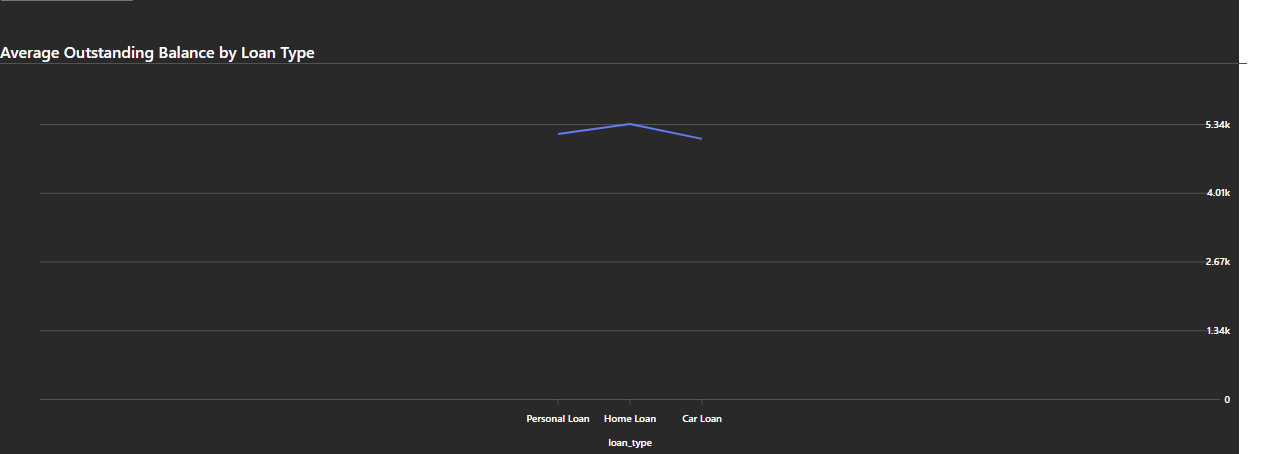 Average Outstanding Balance by Loan Type
5.34k
4.01k
2.67k
1.34k
0
Personal Loan Home Loan Car Loan
loan_type